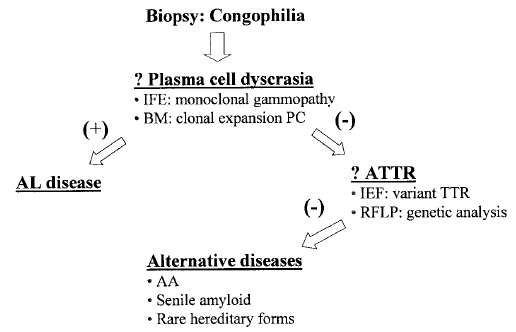 Biopsy: Congophilia
? Plasma cell dyscrasia
• IFE: monoclonal gammopathy
• BM: clonal expansion PC
(+)
(-)
AL disease
? ATTR
• IEF: variant TTR
• RFLP: genetic analysis
(-)
Alternative diseases
• AA
• Senile amyloid
• Rare hereditary forms